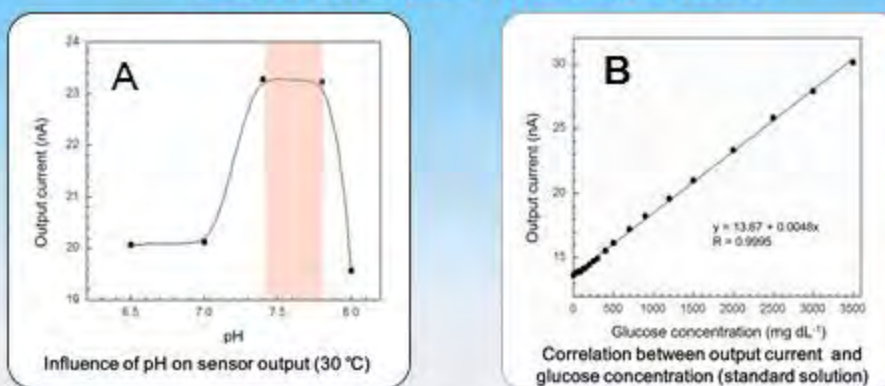 A
Output current (nA)
24
23
22
21
20
19
6.5 7.0 7.5 8.0
pH
Influence of pH on sensor output (30 ℃)
B
Output current (nA)
30
25
20
15
y = 13.67 + 0.0048x
R = 0.9995
0 500 1000 1500 2000 2500 3000 3500
Glucose concentration (mg dL⁻¹)
Correlation between output current and
glucose concentration (standard solution)